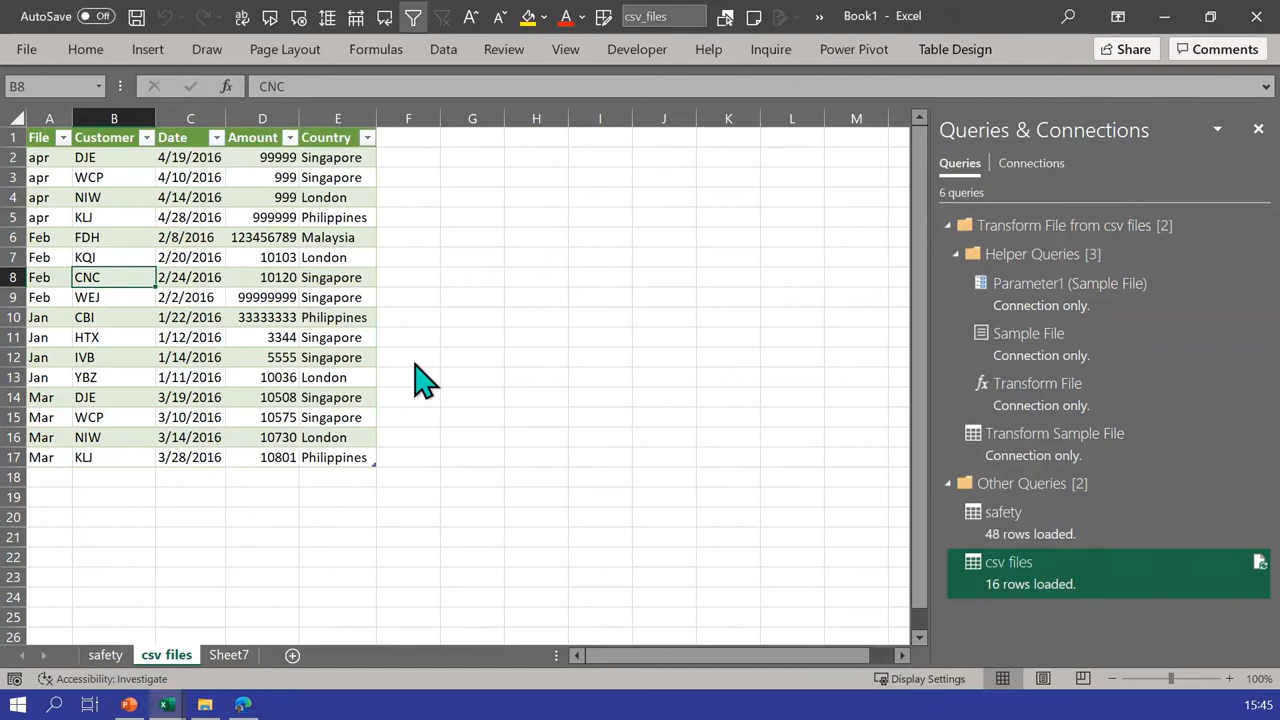 AutoSave Off csv_files Book1 - Excel
File Home Insert Draw Page Layout Formulas Data Review View Developer Help Inquire Power Pivot Table Design Share Comments
B8 fx CNC
A B C D E F G H I J K L M
1 File Customer Date Amount Country
2 apr DJE 4/19/2016 99999 Singapore
3 apr WCP 4/10/2016 999 Singapore
4 apr NIW 4/14/2016 999 London
5 apr KLJ 4/28/2016 999999 Philippines
6 Feb FDH 2/8/2016 123456789 Malaysia
7 Feb KQI 2/20/2016 10103 London
8 Feb CNC 2/24/2016 10120 Singapore
9 Feb WEJ 2/2/2016 99999999 Singapore
10 Jan CBI 1/22/2016 33333333 Philippines
11 Jan HTX 1/12/2016 3344 Singapore
12 Jan IVB 1/14/2016 5555 Singapore
13 Jan YBZ 1/11/2016 10036 London
14 Mar DJE 3/19/2016 10508 Singapore
15 Mar WCP 3/10/2016 10575 Singapore
16 Mar NIW 3/14/2016 10730 London
17 Mar KLJ 3/28/2016 10801 Philippines
18
19
20
21
22
23
24
25
26
Queries & Connections
Queries Connections
6 queries
Transform File from csv files [2]
Helper Queries [3]
Parameter1 (Sample File)
Connection only.
Sample File
Connection only.
fx Transform File
Connection only.
Transform Sample File
Connection only.
Other Queries [2]
safety
48 rows loaded.
csv files
16 rows loaded.
safety csv files Sheet7
Accessibility: Investigate Display Settings 100%
15:45